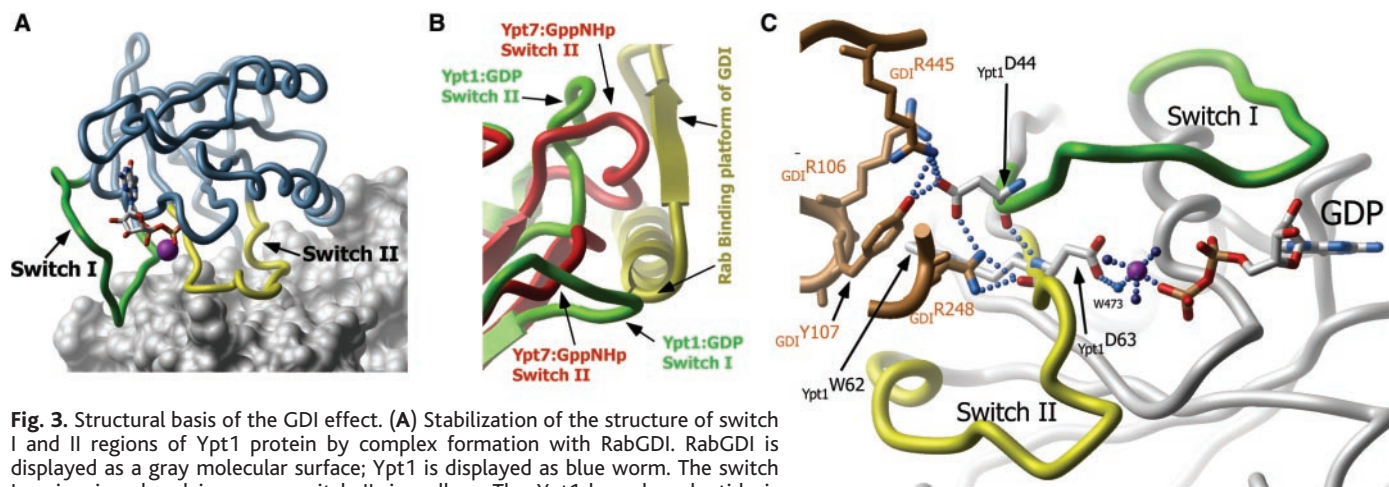 A
Switch I
Switch II
B
Ypt7:GppNHp
Switch II
Ypt1:GDP
Switch II
Rab Binding platform of GDI
Ypt7:GppNHp
Switch II
Ypt1:GDP
Switch I
C
GDIR445
Ypt1D44
Switch I
GDIR106
GDP
GDIR248
W473
GDIY107
Ypt1D63
Ypt1W62
Switch II
Fig. 3. Structural basis of the GDI effect. (A) Stabilization of the structure of switch
I and II regions of Ypt1 protein by complex formation with RabGDI. RabGDI is
displayed as a gray molecular surface; Ypt1 is displayed as blue worm. The switch